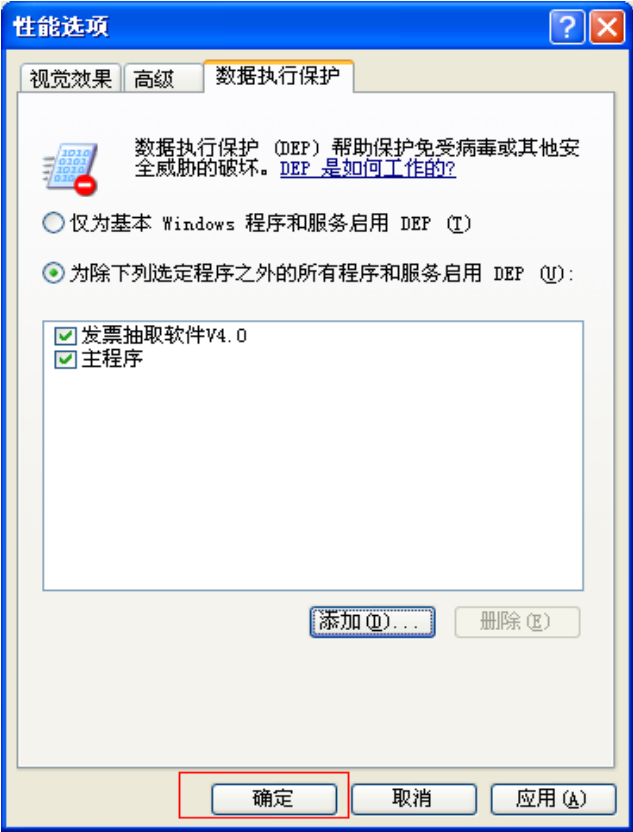 性能选项
视觉效果 高级 数据执行保护
数据执行保护 (DEP) 帮助保护免受病毒或其他安
全威胁的破坏。DEP 是如何工作的?
仅为基本 Windows 程序和服务启用 DEP (T)
为除下列选定程序之外的所有程序和服务启用 DEP (U):
发票抽取软件V4.0
主程序
添加(D)... 删除(E)
确定 取消 应用(A)